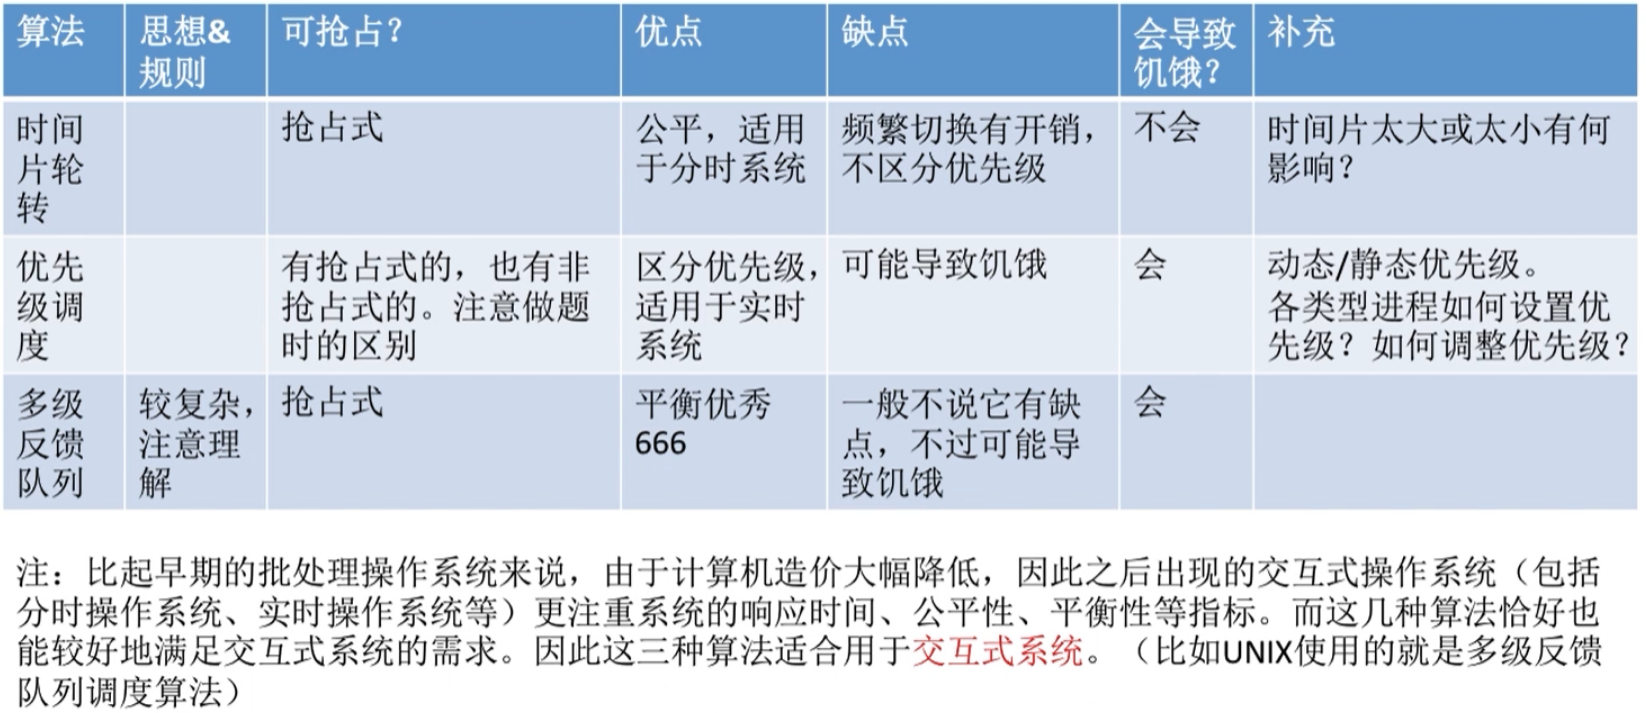 算法
思想&
规则
可抢占?
优点
缺点
会导致
饥饿?
补充
时间
片轮
转
抢占式
公平，适用
于分时系统
频繁切换有开销，
不区分优先级
不会
时间片太大或太小有何
影响?
优先
级调
度
有抢占式的，也有非
抢占式的。注意做题
时的区别
区分优先级，
适用于实时
系统
可能导致饥饿
会
动态/静态优先级。
各类型进程如何设置优
先级？如何调整优先级？
多级
反馈
队列
较复杂，
注意理
解
抢占式
平衡优秀
666
一般不说它有缺
点，不过可能导
致饥饿
会
注：比起早期的批处理操作系统来说，由于计算机造价大幅降低，因此之后出现的交互式操作系统（包括
分时操作系统、实时操作系统等）更注重系统的响应时间、公平性、平衡性等指标。而这几种算法恰好也
能较好地满足交互式系统的需求。因此这三种算法适合用于交互式系统。（比如UNIX使用的就是多级反馈
队列调度算法）